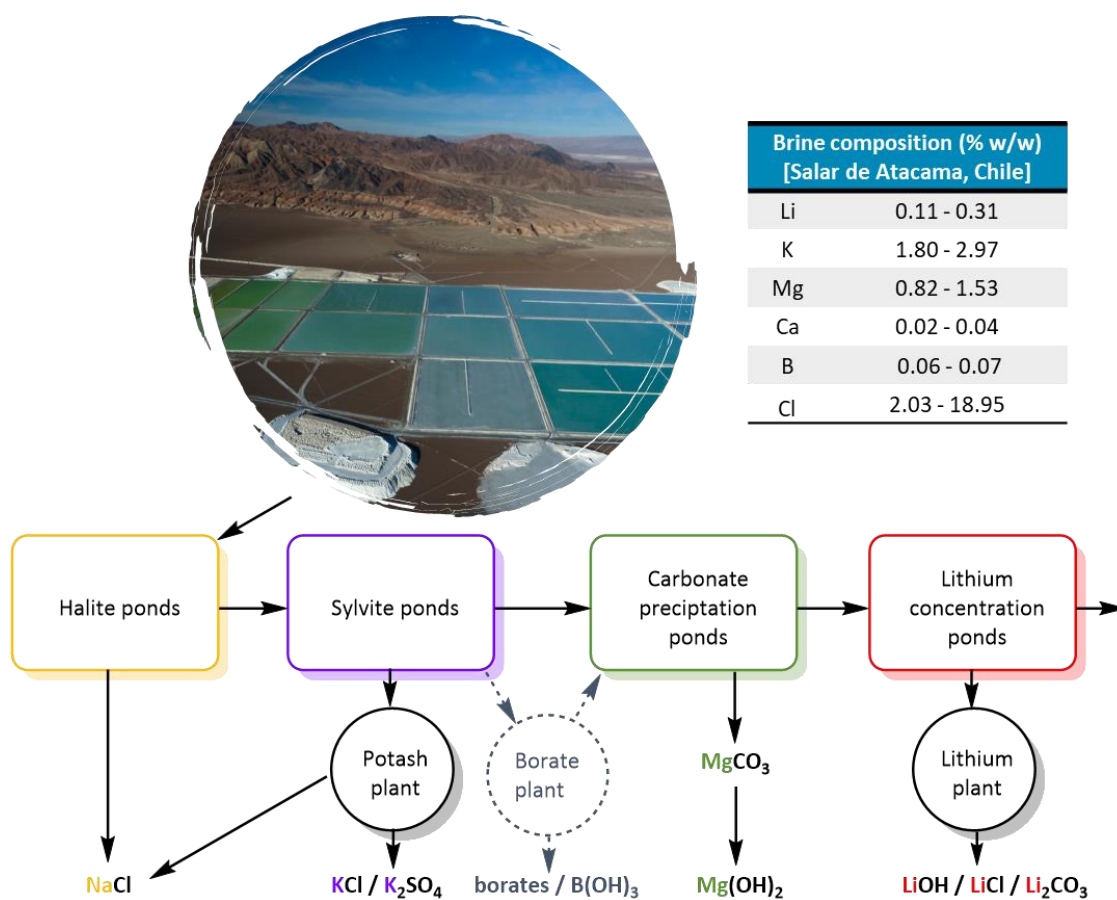 Brine composition (% w/w)
[Salar de Atacama, Chile]
Li 0.11 - 0.31
K 1.80 - 2.97
Mg 0.82 - 1.53
Ca 0.02 - 0.04
B 0.06 - 0.07
Cl 2.03 - 18.95
Halite ponds
Sylvite ponds
Carbonate
preciptation
ponds
Lithium
concentration
ponds
Potash
plant
Borate
plant
MgCO₃
Lithium
plant
NaCl
KCl / K₂SO₄
borates / B(OH)₃
Mg(OH)₂
LiOH / LiCl / Li₂CO₃